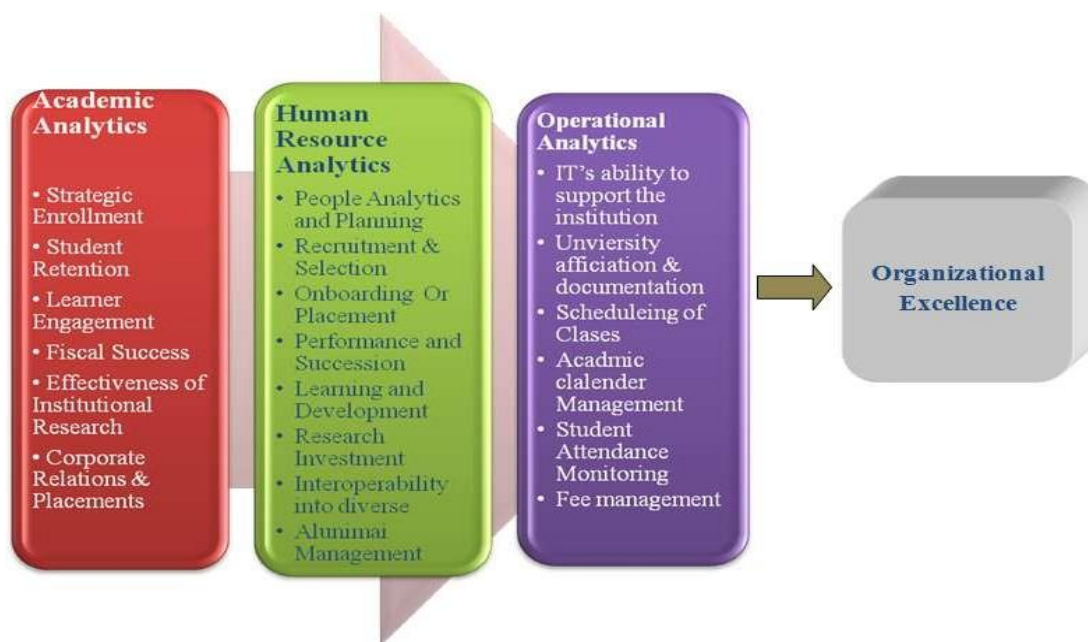 Academic
Analytics
• Strategic
Enrollment
• Student
Retention
• Learner
Engagement
• Fiscal Success
• Effectiveness of
Institutional
Research
• Corporate
Relations &
Placements
Human
Resource
Analytics
• People Analytics
and Planning
• Recruitment &
Selection
• Onboarding Or
Placement
• Performance and
Succession
• Learning and
Development
• Research
Investment
• Interoperability
into diverse
• Alunimai
Management
Operational
Analytics
• IT's ability to
support the
institution
• Unviersity
afficiation &
documentation
• Scheduleing of
Clases
• Acadmic
clalender
Management
• Student
Attendance
Monitoring
• Fee management
Organizational
Excellence